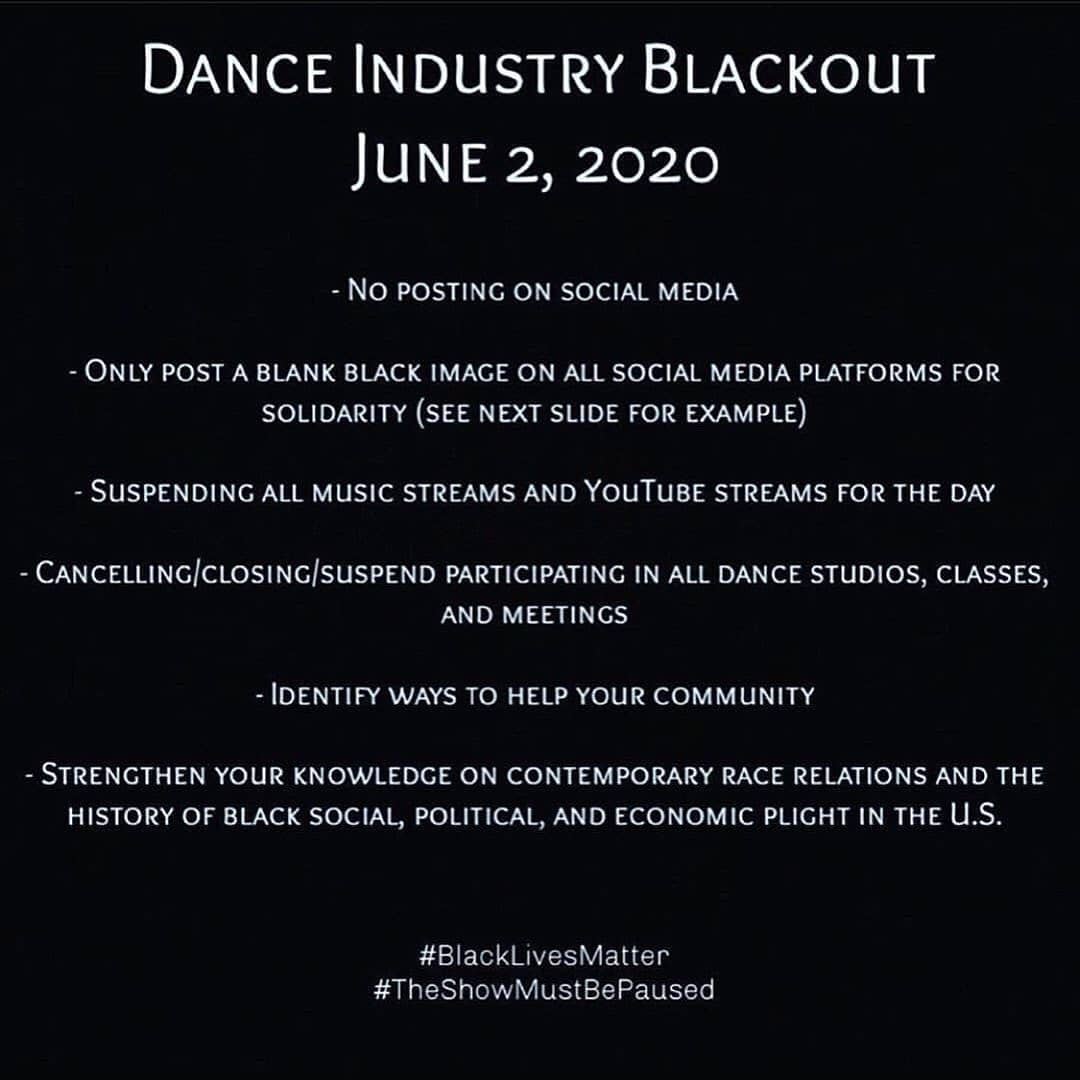 Dance Industry Blackout
June 2, 2020
- No posting on social media
- Only post a blank black image on all social media platforms for
solidarity (see next slide for example)
- Suspending all music streams and YouTube streams for the day
- Cancelling/closing/suspend participating in all dance studios, classes,
and meetings
- Identify ways to help your community
- Strengthen your knowledge on contemporary race relations and the
history of black social, political, and economic plight in the U.S.
#BlackLivesMatter
#TheShowMustBePaused